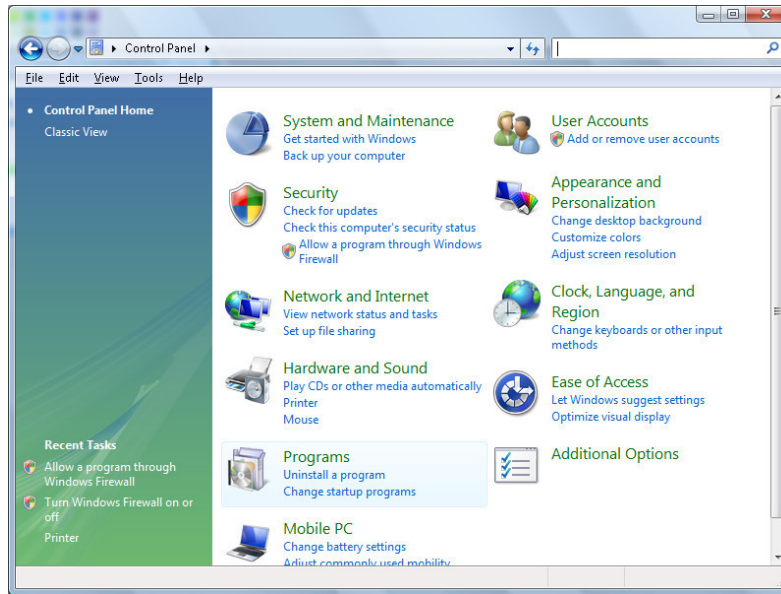 Control Panel
File Edit View Tools Help
Control Panel Home
Classic View
System and Maintenance
Get started with Windows
Back up your computer
Security
Check for updates
Check this computer's security status
Allow a program through Windows
Firewall
Network and Internet
View network status and tasks
Set up file sharing
Hardware and Sound
Play CDs or other media automatically
Printer
Mouse
Programs
Uninstall a program
Change startup programs
Mobile PC
Change battery settings
Adjust commonly used mobility
User Accounts
Add or remove user accounts
Appearance and
Personalization
Change desktop background
Customize colors
Adjust screen resolution
Clock, Language, and
Region
Change keyboards or other input
methods
Ease of Access
Let Windows suggest settings
Optimize visual display
Additional Options
Recent Tasks
Allow a program through
Windows Firewall
Turn Windows Firewall on or
off
Printer